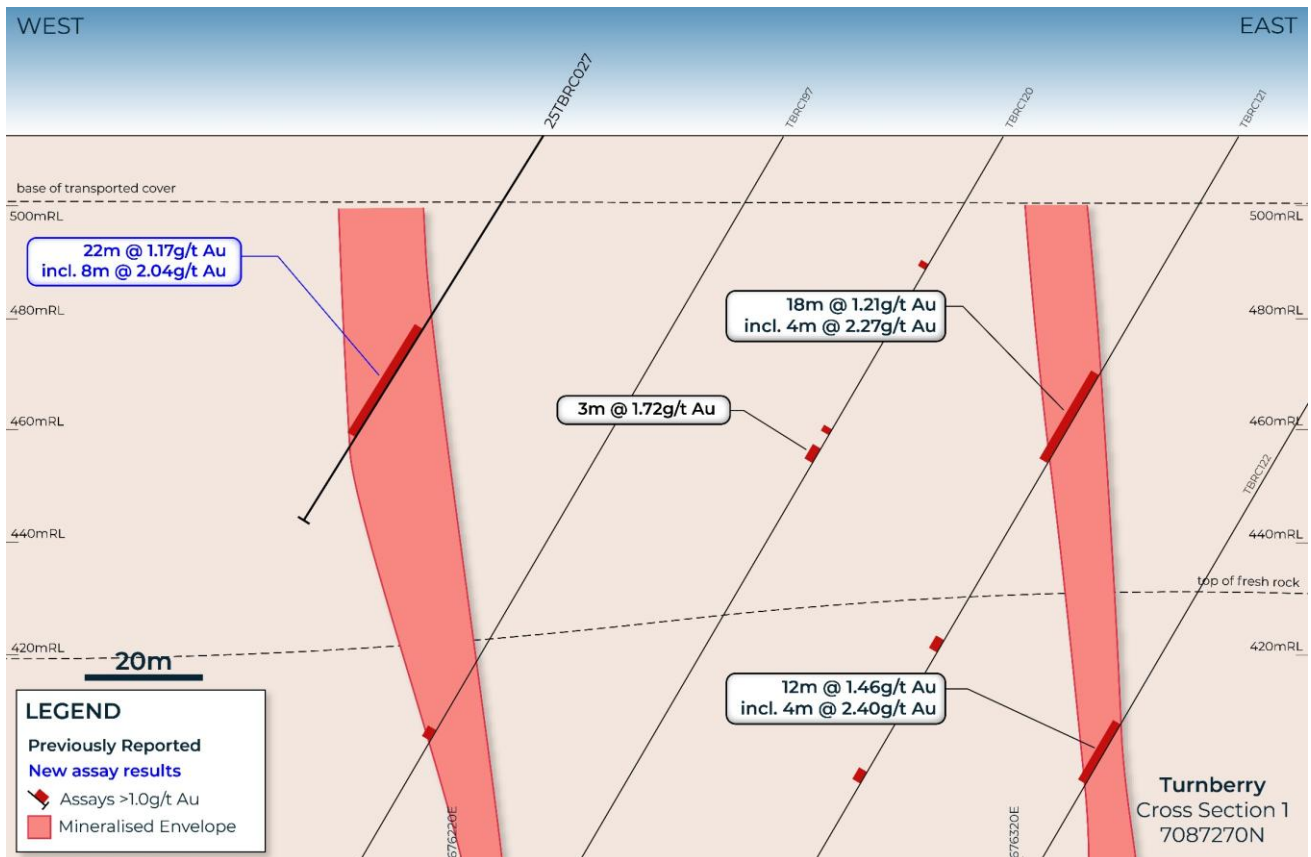 WEST
EAST
25TBRC027
TBRC197
TBRC120
TBRC121
base of transported cover
500mRL
500mRL
22m @ 1.17g/t Au
incl. 8m @ 2.04g/t Au
480mRL
480mRL
18m @ 1.21g/t Au
incl. 4m @ 2.27g/t Au
3m @ 1.72g/t Au
460mRL
460mRL
TBRC122
440mRL
440mRL
top of fresh rock
420mRL
420mRL
20m
12m @ 1.46g/t Au
incl. 4m @ 2.40g/t Au
LEGEND
Previously Reported
New assay results
Assays >1.0g/t Au
Mineralised Envelope
676220E
676320E
Turnberry
Cross Section 1
7087270N